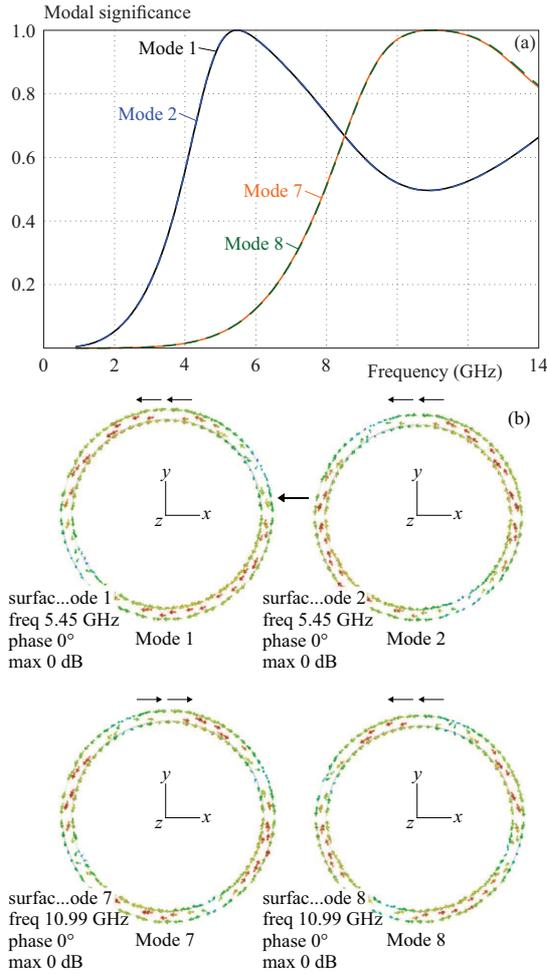 Modal significance
1.0
(a)
Mode 1
0.8
Mode 2
0.6
Mode 7
0.4
Mode 8
0.2
0 2 4 6 8 Frequency (GHz) 14
(b)
y y
z x z x
surfac...ode 1 surfac...ode 2
freq 5.45 GHz freq 5.45 GHz
phase 0° Mode 1 phase 0° Mode 2
max 0 dB max 0 dB
y y
z x z x
surfac...ode 7 surfac...ode 8
freq 10.99 GHz freq 10.99 GHz
phase 0° Mode 7 phase 0° Mode 8
max 0 dB max 0 dB